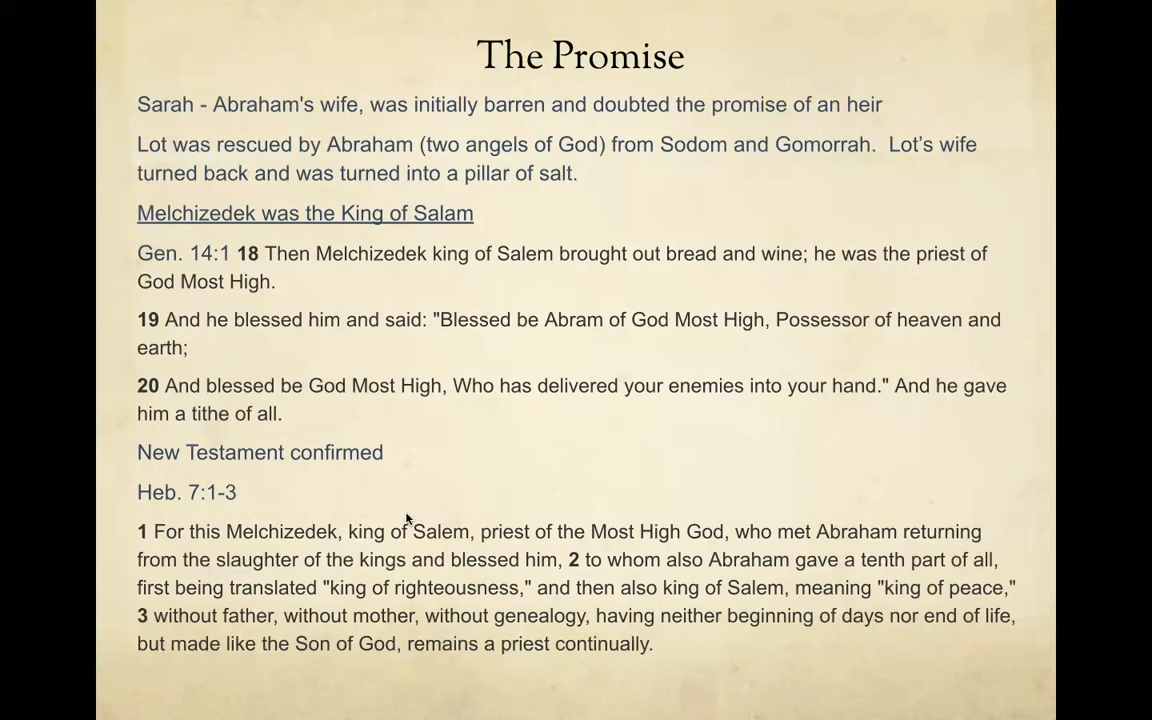 The Promise
Sarah - Abraham's wife, was initially barren and doubted the promise of an heir
Lot was rescued by Abraham (two angels of God) from Sodom and Gomorrah.  Lot’s wife
turned back and was turned into a pillar of salt.
Melchizedek was the King of Salam
Gen. 14:1 18 Then Melchizedek king of Salem brought out bread and wine; he was the priest of
God Most High.
19 And he blessed him and said: "Blessed be Abram of God Most High, Possessor of heaven and
earth;
20 And blessed be God Most High, Who has delivered your enemies into your hand." And he gave
him a tithe of all.
New Testament confirmed
Heb. 7:1-3
1 For this Melchizedek, king of Salem, priest of the Most High God, who met Abraham returning
from the slaughter of the kings and blessed him, 2 to whom also Abraham gave a tenth part of all,
first being translated "king of righteousness," and then also king of Salem, meaning "king of peace,"
3 without father, without mother, without genealogy, having neither beginning of days nor end of life,
but made like the Son of God, remains a priest continually.